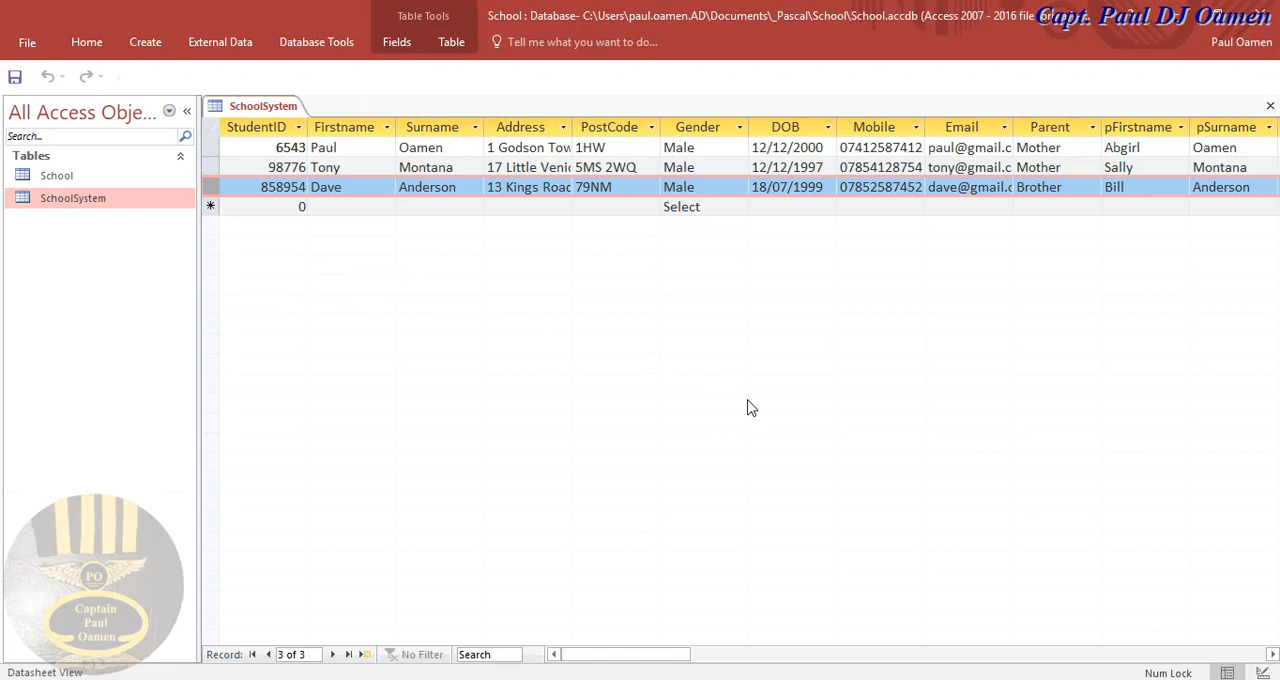 Table Tools
School : Database- C:\Users\paul.oamen.AD\Documents\_Pascal\School\School.accdb (Access 2007 - 2016 file
Capt. Paul DJ Oamen
File Home Create External Data Database Tools Fields Table Tell me what you want to do... Paul Oamen
All Access Obje... «
Search...
Tables
School
SchoolSystem
SchoolSystem
StudentID Firstname Surname Address PostCode Gender DOB Mobile Email Parent pFirstname pSurname
6543 Paul Oamen 1 Godson Tow 1HW Male 12/12/2000 07412587412 paul@gmail.c Mother Abgirl Oamen
98776 Tony Montana 17 Little Venic 5MS 2WQ Male 12/12/1997 07854128754 tony@gmail.c Mother Sally Montana
858954 Dave Anderson 13 Kings Road 79NM Male 18/07/1999 07852587452 dave@gmail.c Brother Bill Anderson
* 0 Select
PO
Captain
Paul
Oamen
Record: 3 of 3 No Filter Search
Datasheet View Num Lock